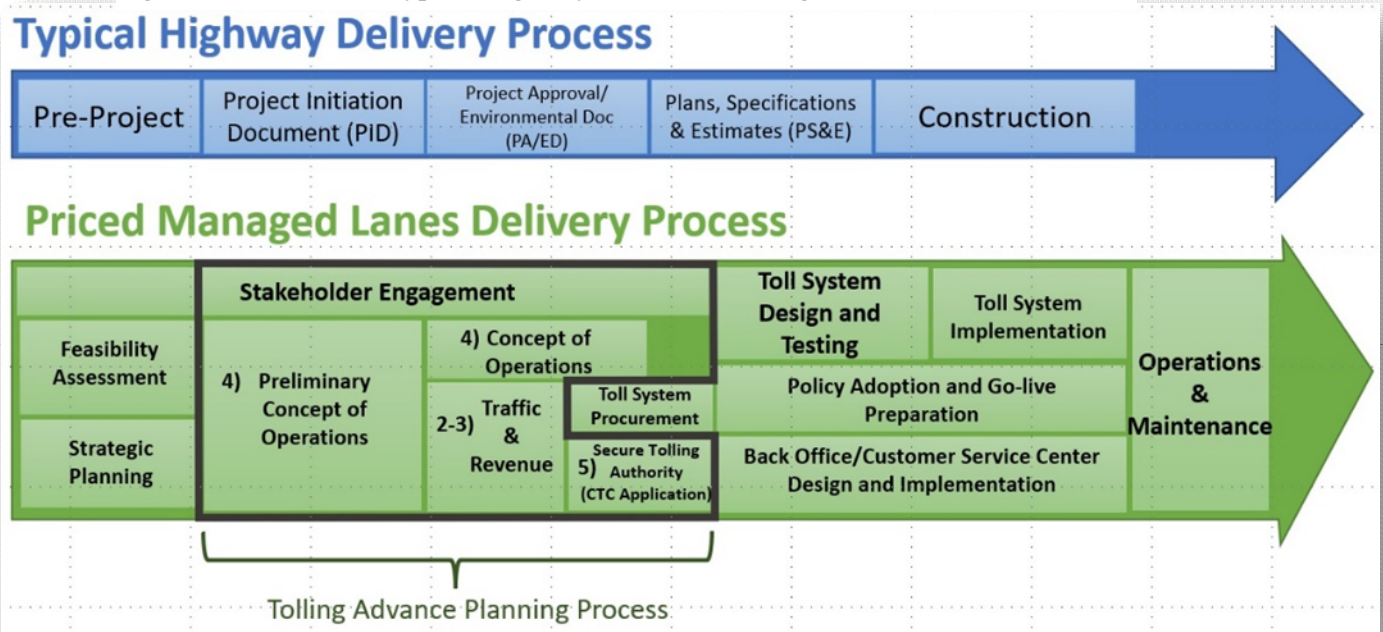 Typical Highway Delivery Process
Pre-Project
Project Initiation
Document (PID)
Project Approval/
Environmental Doc
(PA/ED)
Plans, Specifications
& Estimates (PS&E)
Construction
Priced Managed Lanes Delivery Process
Stakeholder Engagement
Feasibility
Assessment
Strategic
Planning
4) Preliminary
Concept of
Operations
4) Concept of
Operations
2-3) Traffic
&
Revenue
Toll System
Procurement
Secure Tolling
5) Authority
(CTC Application)
Toll System
Design and
Testing
Toll System
Implementation
Policy Adoption and Go-live
Preparation
Back Office/Customer Service Center
Design and Implementation
Operations
&
Maintenance
Tolling Advance Planning Process